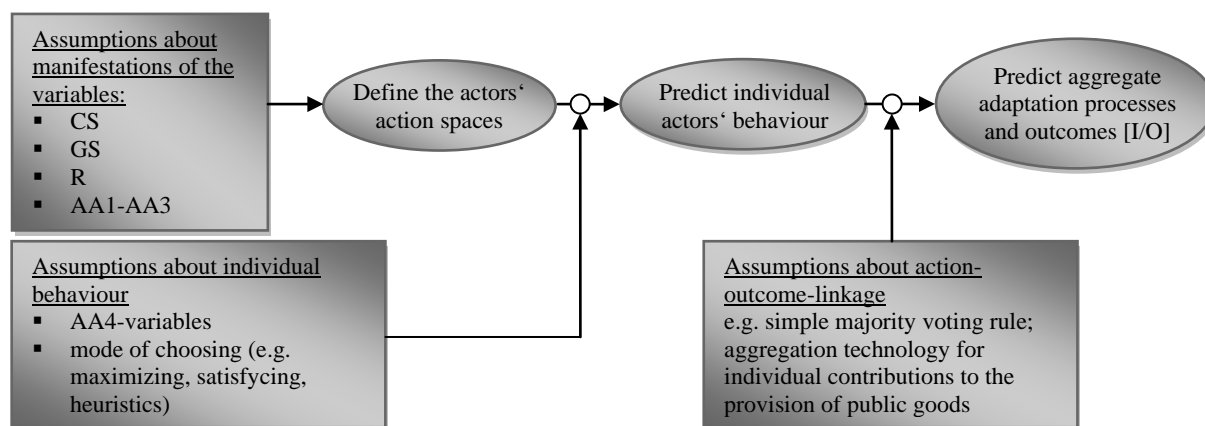 Assumptions about
manifestations of the
variables:
▪ CS
▪ GS
▪ R
▪ AA1-AA3
Define the actors‘
action spaces
Predict individual
actors‘ behaviour
Predict aggregate
adaptation processes
and outcomes [I/O]
Assumptions about individual
behaviour
▪ AA4-variables
▪ mode of choosing (e.g.
maximizing, satisfycing,
heuristics)
Assumptions about action-
outcome-linkage
e.g. simple majority voting rule;
aggregation technology for
individual contributions to the
provision of public goods